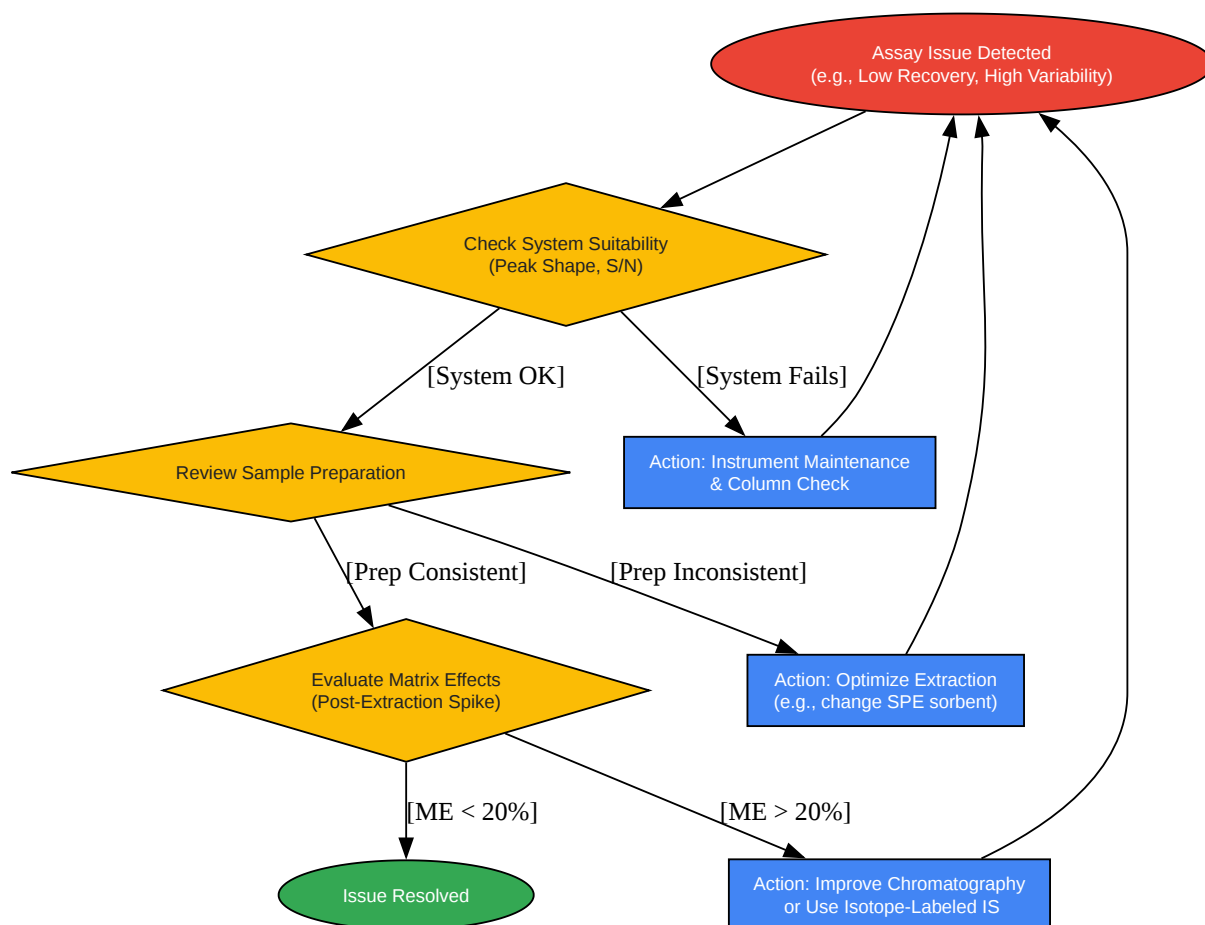 Assay Issue Detected
(e.g., Low Recovery, High Variability)
Check System Suitability
(Peak Shape, S/N)
[System OK]
[System Fails]
Action: Instrument Maintenance
& Column Check
Review Sample Preparation
[Prep Consistent]
[Prep Inconsistent]
Evaluate Matrix Effects
(Post-Extraction Spike)
Action: Optimize Extraction
(e.g., change SPE sorbent)
[ME < 20%]
[ME > 20%]
Issue Resolved
Action: Improve Chromatography
or Use Isotope-Labeled IS